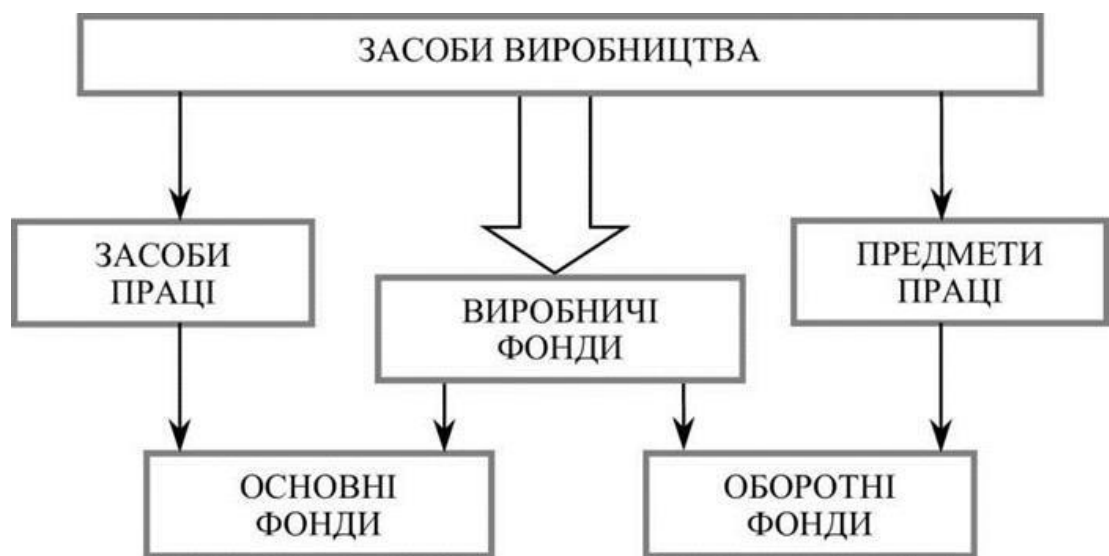 ЗАСОБИ ВИРОБНИЦТВА
ЗАСОБИ
ПРАЦІ
ПРЕДМЕТИ
ПРАЦІ
ВИРОБНИЧІ
ФОНДИ
ОСНОВНІ
ФОНДИ
ОБОРОТНІ
ФОНДИ